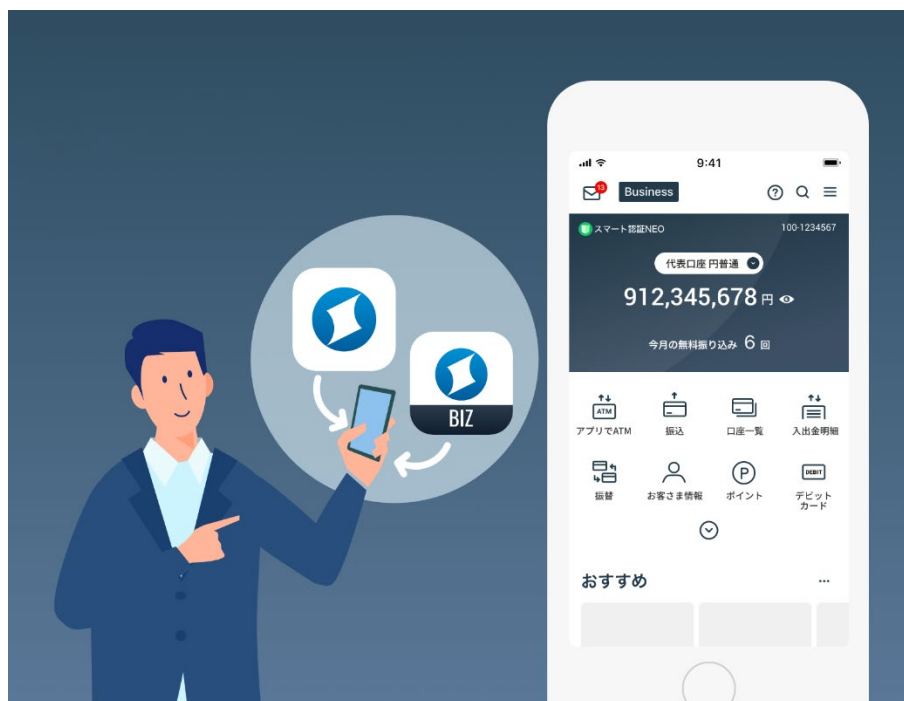 BIZ
9:41
13
Business
スマート認証NEO
100-1234567
代表口座 円普通
912,345,678 円
今月の無料振り込み 6 回
ATM
アプリでATM
振込
口座一覧
入出金明細
振替
お客さま情報
P
ポイント
DEBIT
デビット
カード
おすすめ